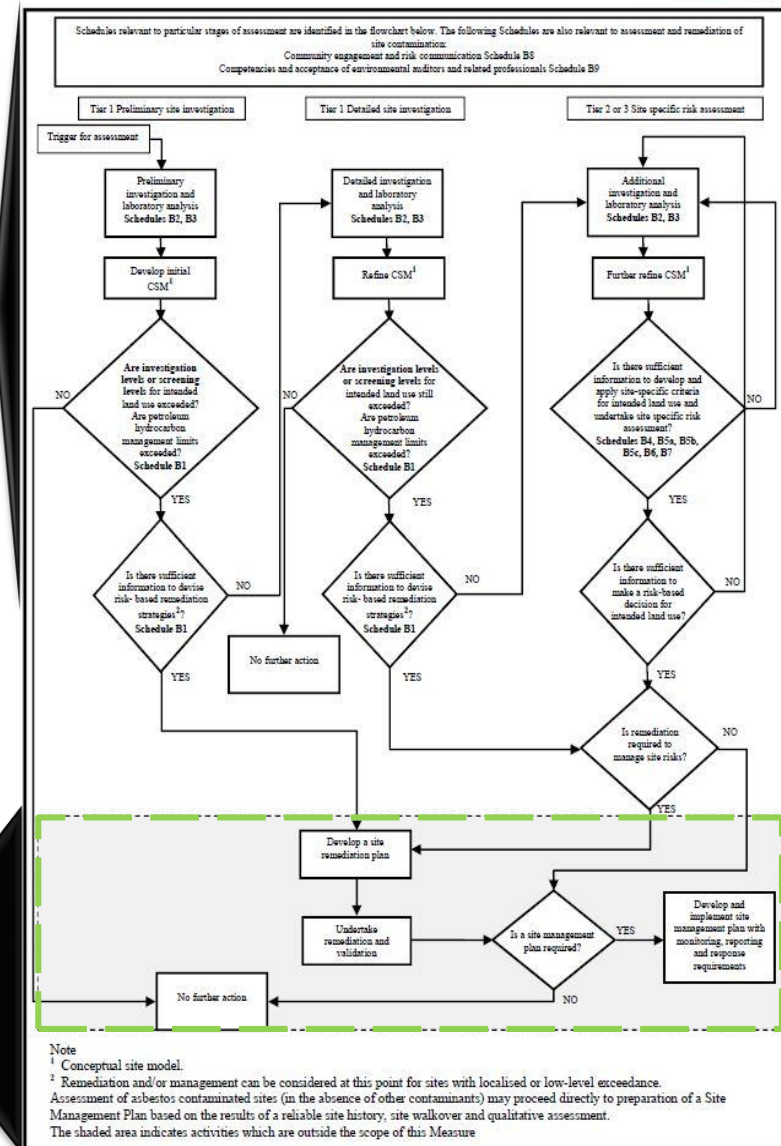 Schedules relevant to particular stages of assessment are identified in the flowchart below. The following Schedules are also relevant to assessment and remediation of
site contamination:
Community engagement and risk communication Schedule B8
Competencies and acceptance of environmental auditors and related professionals Schedule B9
Tier 1 Preliminary site investigation
Tier 1 Detailed site investigation
Tier 2 or 3 Site specific risk assessment
Trigger for assessment
Preliminary
investigation and
laboratory analysis
Schedules B2, B3
Detailed investigation
and laboratory
analysis
Schedules B2, B3
Additional
investigation and
laboratory analysis
Schedules B2, B3
Develop initial
CSM¹
Refine CSM¹
Further refine CSM¹
Are investigation
levels or screening
levels for intended
land use exceeded?
Are petroleum
hydrocarbon
management limits
exceeded?
Schedule B1
NO
YES
Are investigation levels
or screening levels for
intended land use still
exceeded?
Are petroleum
hydrocarbon
management limits
exceeded?
Schedule B1
NO
YES
Is there sufficient
information to develop and
apply site-specific criteria
for intended land use and
undertake site specific risk
assessment?
Schedules B4, B5a, B5b,
B5c, B6, B7
NO
YES
Is there sufficient
information to devise
risk- based remediation
strategies²?
Schedule B1
NO
YES
Is there sufficient
information to devise
risk- based remediation
strategies²?
Schedule B1
NO
YES
Is there sufficient
information to
make a risk-based
decision for
intended land use?
NO
YES
No further action
Is remediation
required to
manage site risks?
NO
YES
Develop a site
remediation plan
Undertake
remediation and
validation
Is a site management
plan required?
YES
NO
Develop and
implement site
management plan with
monitoring, reporting
and response
requirements
No further action
Note
¹ Conceptual site model.
² Remediation and/or management can be considered at this point for sites with localised or low-level exceedance.
Assessment of asbestos contaminated sites (in the absence of other contaminants) may proceed directly to preparation of a Site
Management Plan based on the results of a reliable site history, site walkover and qualitative assessment.
The shaded area indicates activities which are outside the scope of this Measure